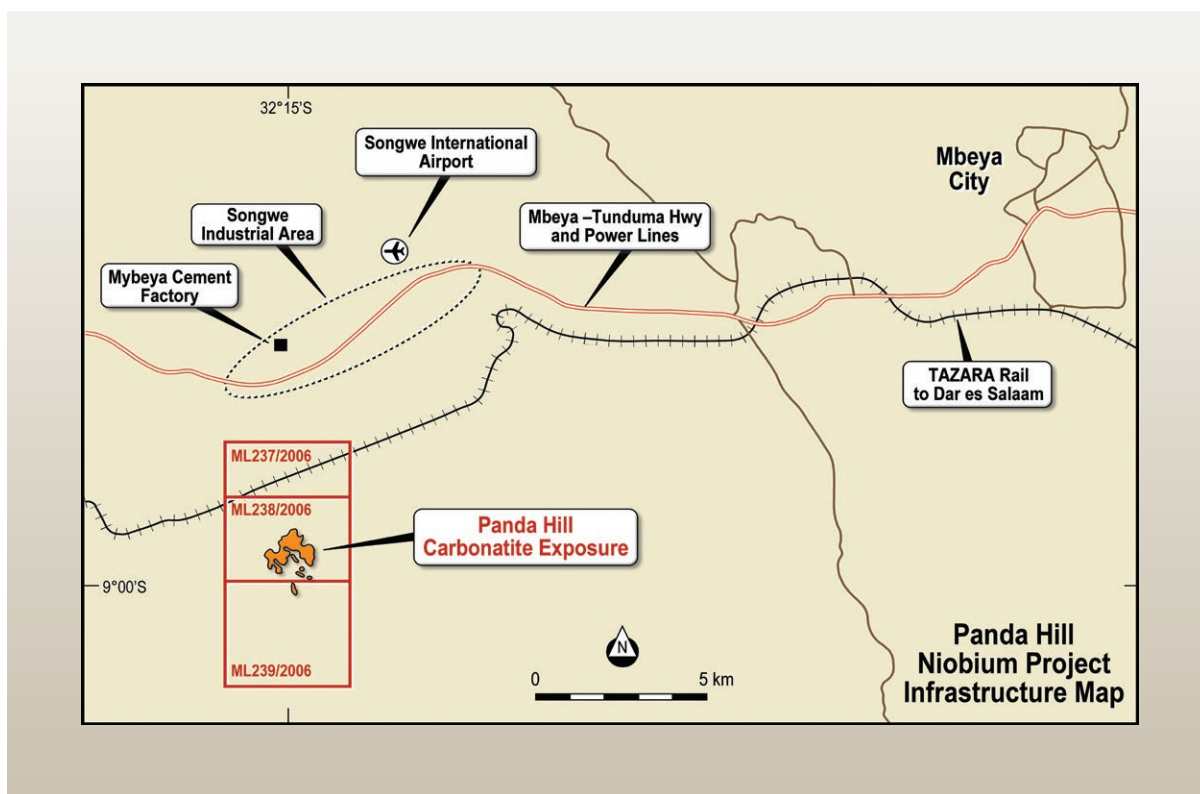 32°15'S
Songwe International
Airport
Mbeya
City
Songwe
Industrial Area
Mbeya –Tunduma Hwy
and Power Lines
Mybeya Cement
Factory
TAZARA Rail
to Dar es Salaam
ML237/2006
ML238/2006
Panda Hill
Carbonatite Exposure
9°00'S
ML239/2006
N
0
5 km
Panda Hill
Niobium Project
Infrastructure Map